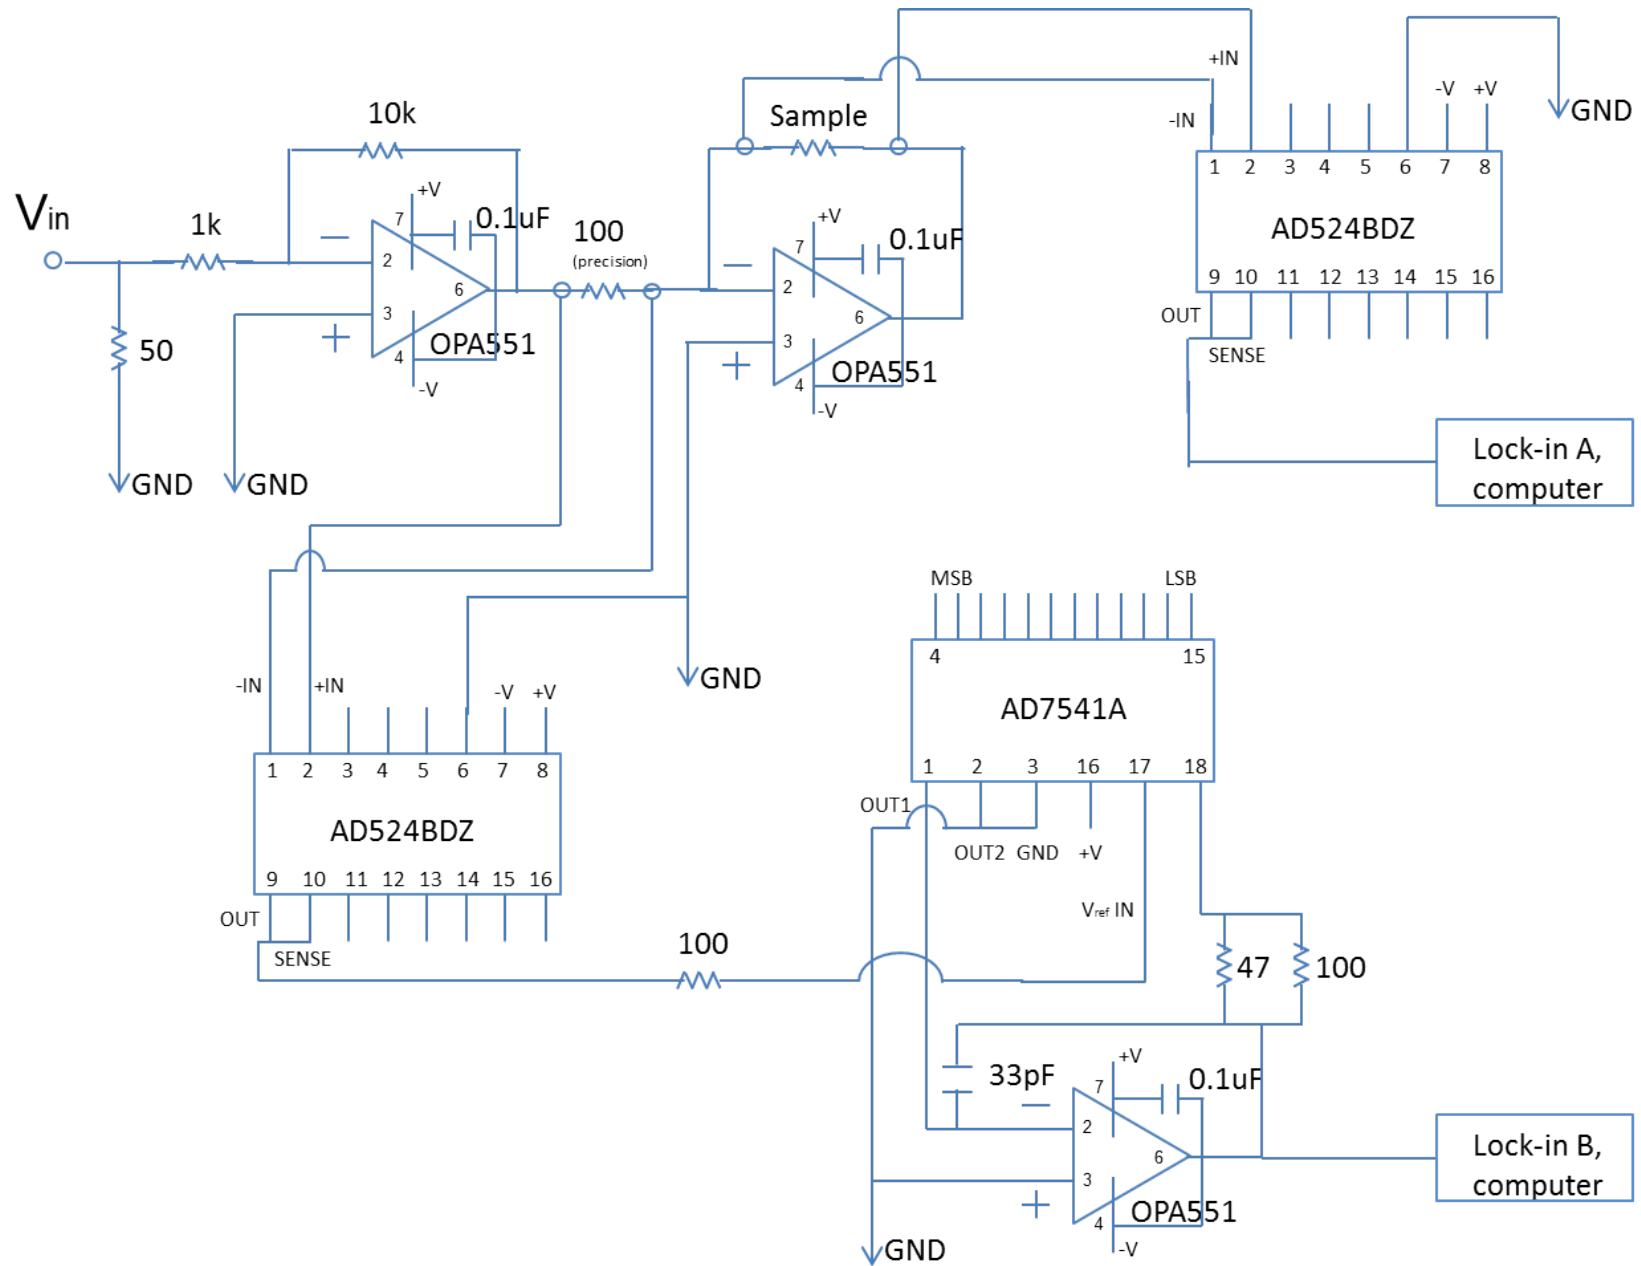 +IN
-V +V
GND
10k
Sample
-IN
1 2 3 4 5 6 7 8
AD524BDZ
9 10 11 12 13 14 15 16
OUT
SENSE
Lock-in A,
computer
Vin
1k
50
GND
GND
+V
7
0.1uF
−
2
6
3
+
4
OPA551
-V
100
(precision)
+V
7
0.1uF
−
2
6
3
+
4
OPA551
-V
GND
-IN +IN -V +V
1 2 3 4 5 6 7 8
AD524BDZ
9 10 11 12 13 14 15 16
OUT
SENSE
100
MSB LSB
4 15
AD7541A
1 2 3 16 17 18
OUT1
OUT2 GND +V
Vref IN
47 100
33pF
+V
7
0.1uF
−
2
6
3
+
4
OPA551
-V
GND
Lock-in B,
computer